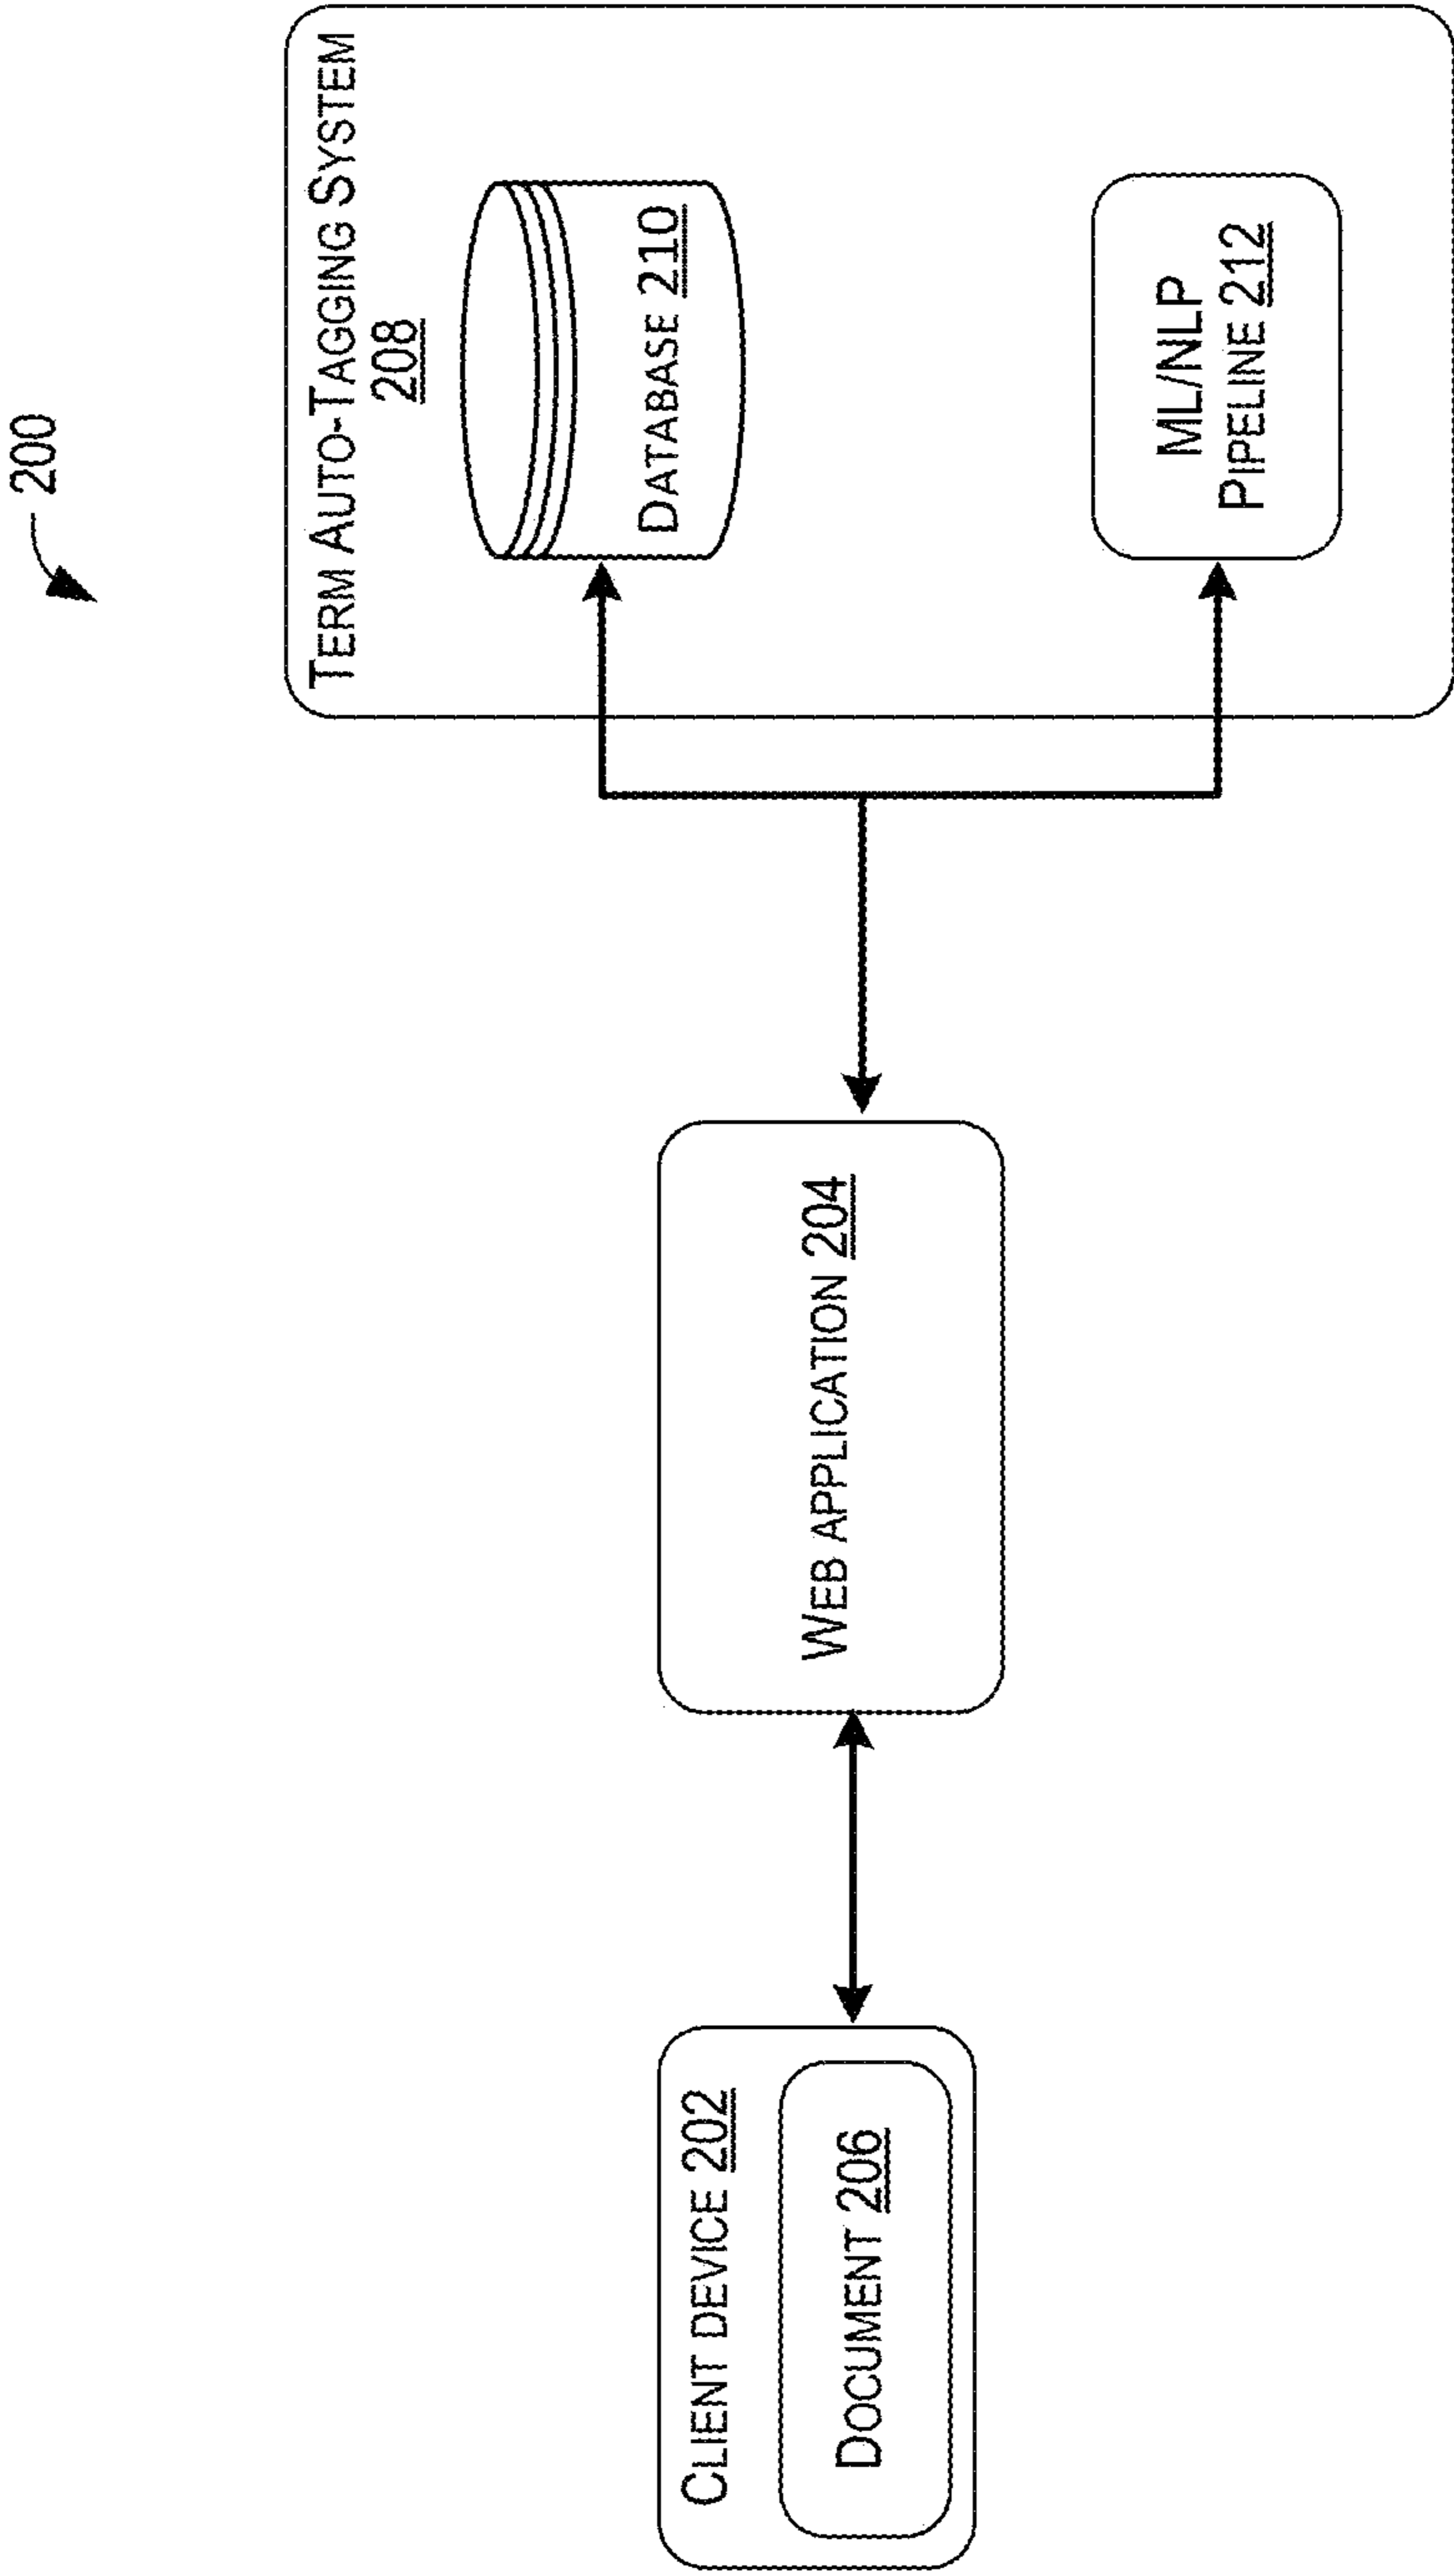 200
CLIENT DEVICE 202
DOCUMENT 206
WEB APPLICATION 204
TERM AUTO-TAGGING SYSTEM
208
DATABASE 210
ML/NLP
PIPELINE 212